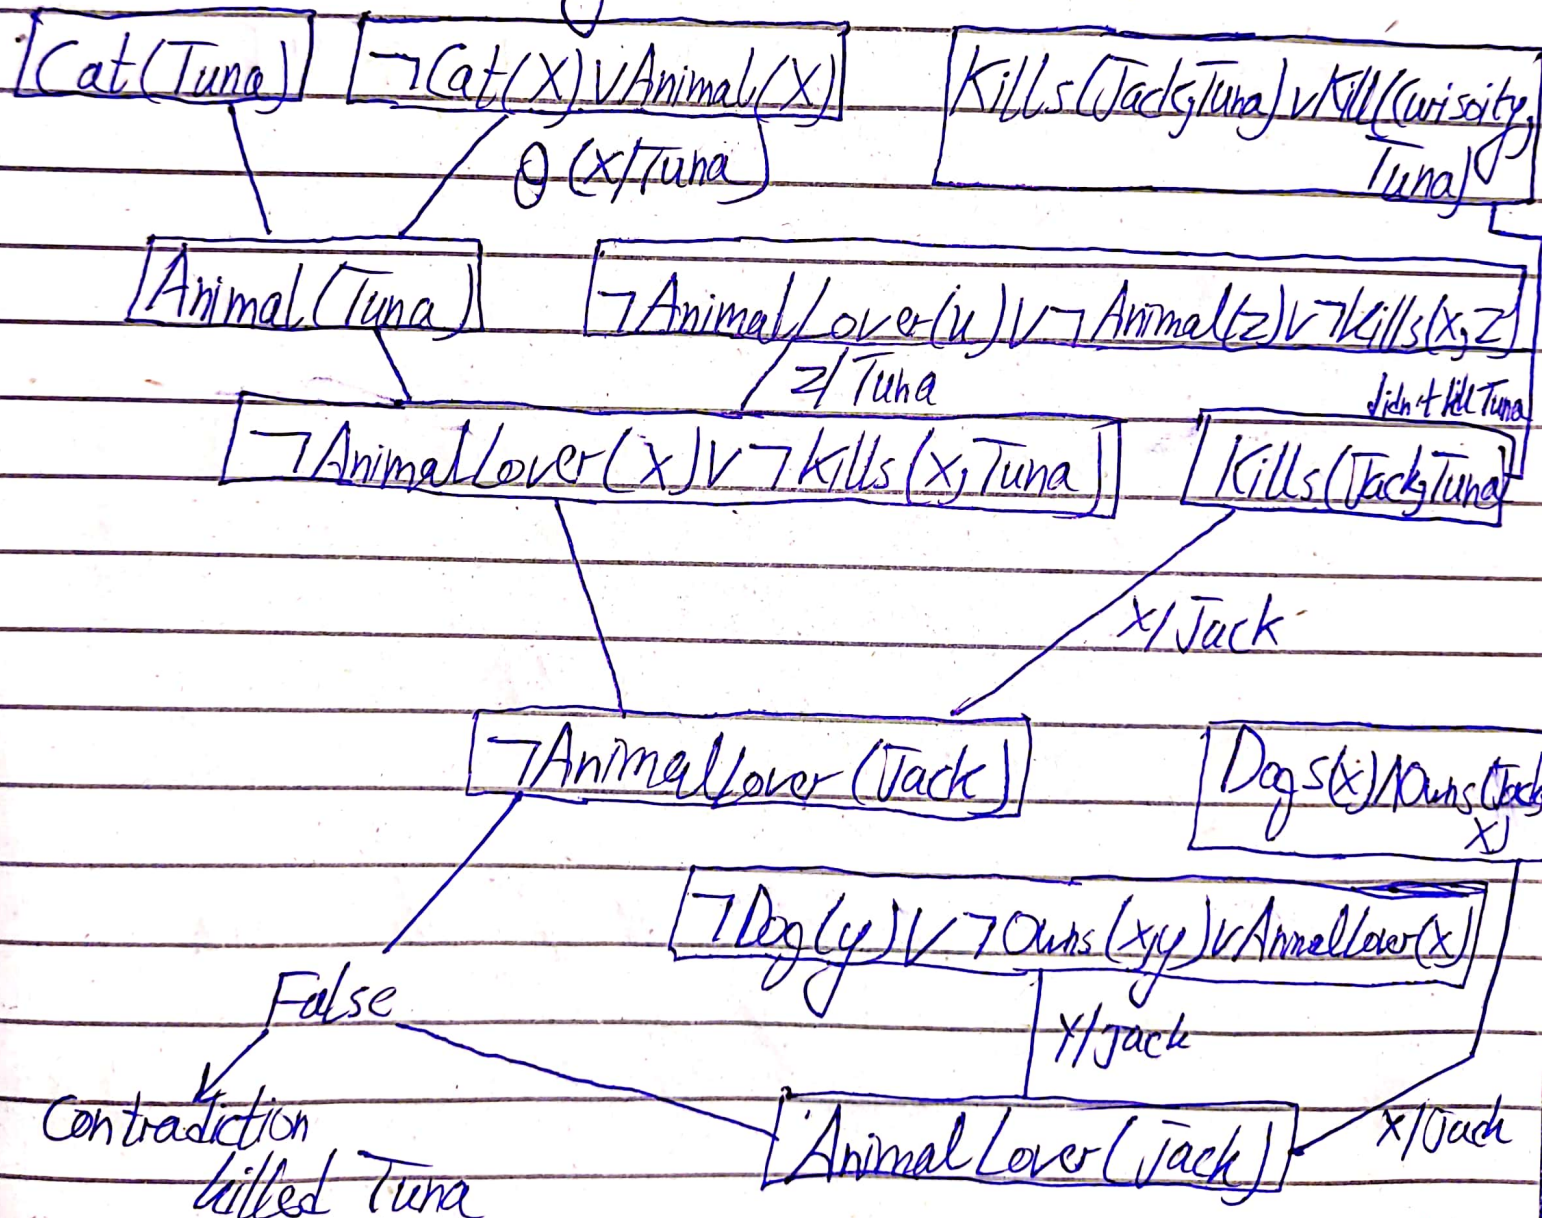 Cat(Tuna) ¬Cat(X)∨Animal(X) Kills(Jack,Tuna)∨Kill(Curisoity,
Tuna)
θ(X/Tuna)
Animal(Tuna) ¬AnimalLover(u)∨¬Animal(z)∨¬Kills(x,z)
z/Tuna didn't kill Tuna
¬AnimalLover(x)∨¬Kills(x,Tuna) Kills(Jack,Tuna)
x/Jack
¬AnimalLover(Jack) Dogs(x)∧Owns(Jack
x)
¬Dog(y)∨¬Owns(x,y)∨AnimalLover(x)
False
Y/Jack
Contradiction AnimalLover(Jack) x/Jack
killed Tuna